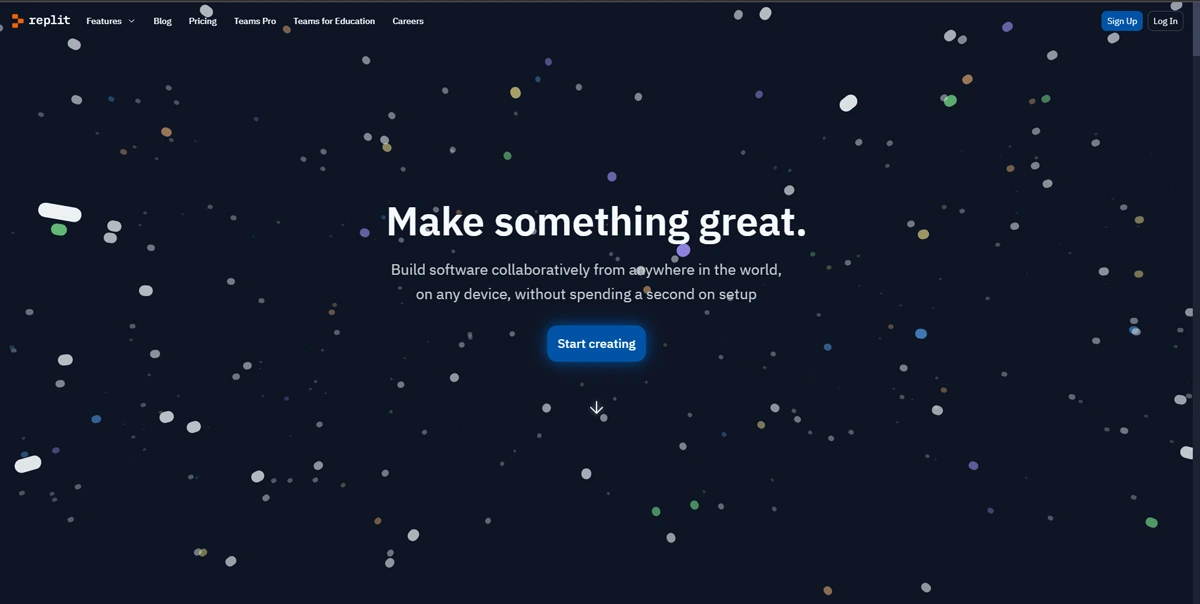 replit
Features
Blog
Pricing
Teams Pro
Teams for Education
Careers
Sign Up
Log In
Make something great.
Build software collaboratively from anywhere in the world,
on any device, without spending a second on setup
Start creating